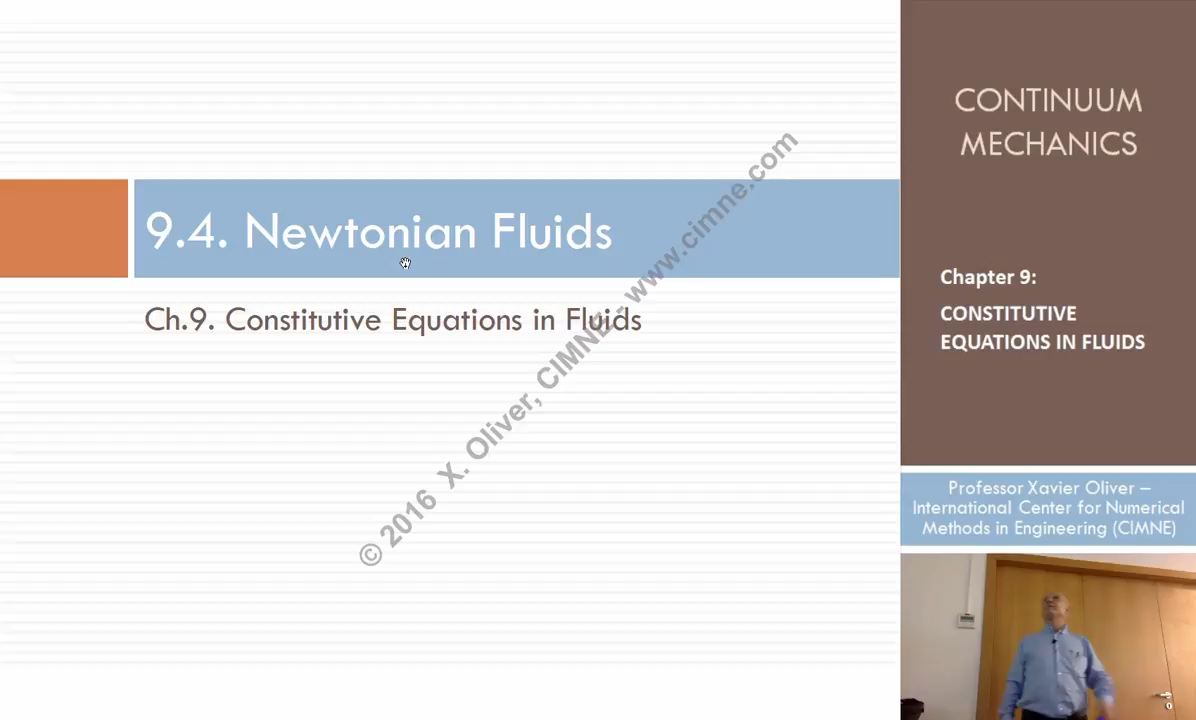 9.4. Newtonian Fluids
Ch.9. Constitutive Equations in Fluids
© 2016 X. Oliver, CIMNE - www.cimne.com
CONTINUUM
MECHANICS
Chapter 9:
CONSTITUTIVE
EQUATIONS IN FLUIDS
Professor Xavier Oliver –
International Center for Numerical
Methods in Engineering (CIMNE)